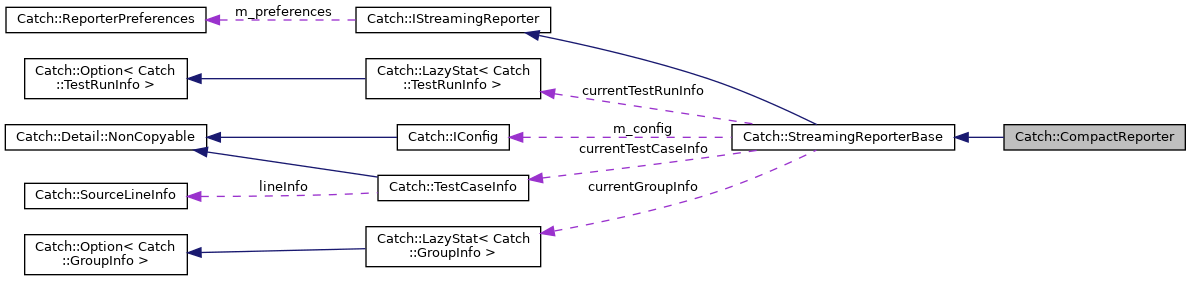 Catch::ReporterPreferences
m_preferences
Catch::IStreamingReporter
Catch::Option< Catch
::TestRunInfo >
Catch::LazyStat< Catch
::TestRunInfo >
currentTestRunInfo
Catch::Detail::NonCopyable
Catch::IConfig
m_config
Catch::StreamingReporterBase
Catch::CompactReporter
currentTestCaseInfo
Catch::SourceLineInfo
lineInfo
Catch::TestCaseInfo
currentGroupInfo
Catch::Option< Catch
::GroupInfo >
Catch::LazyStat< Catch
::GroupInfo >